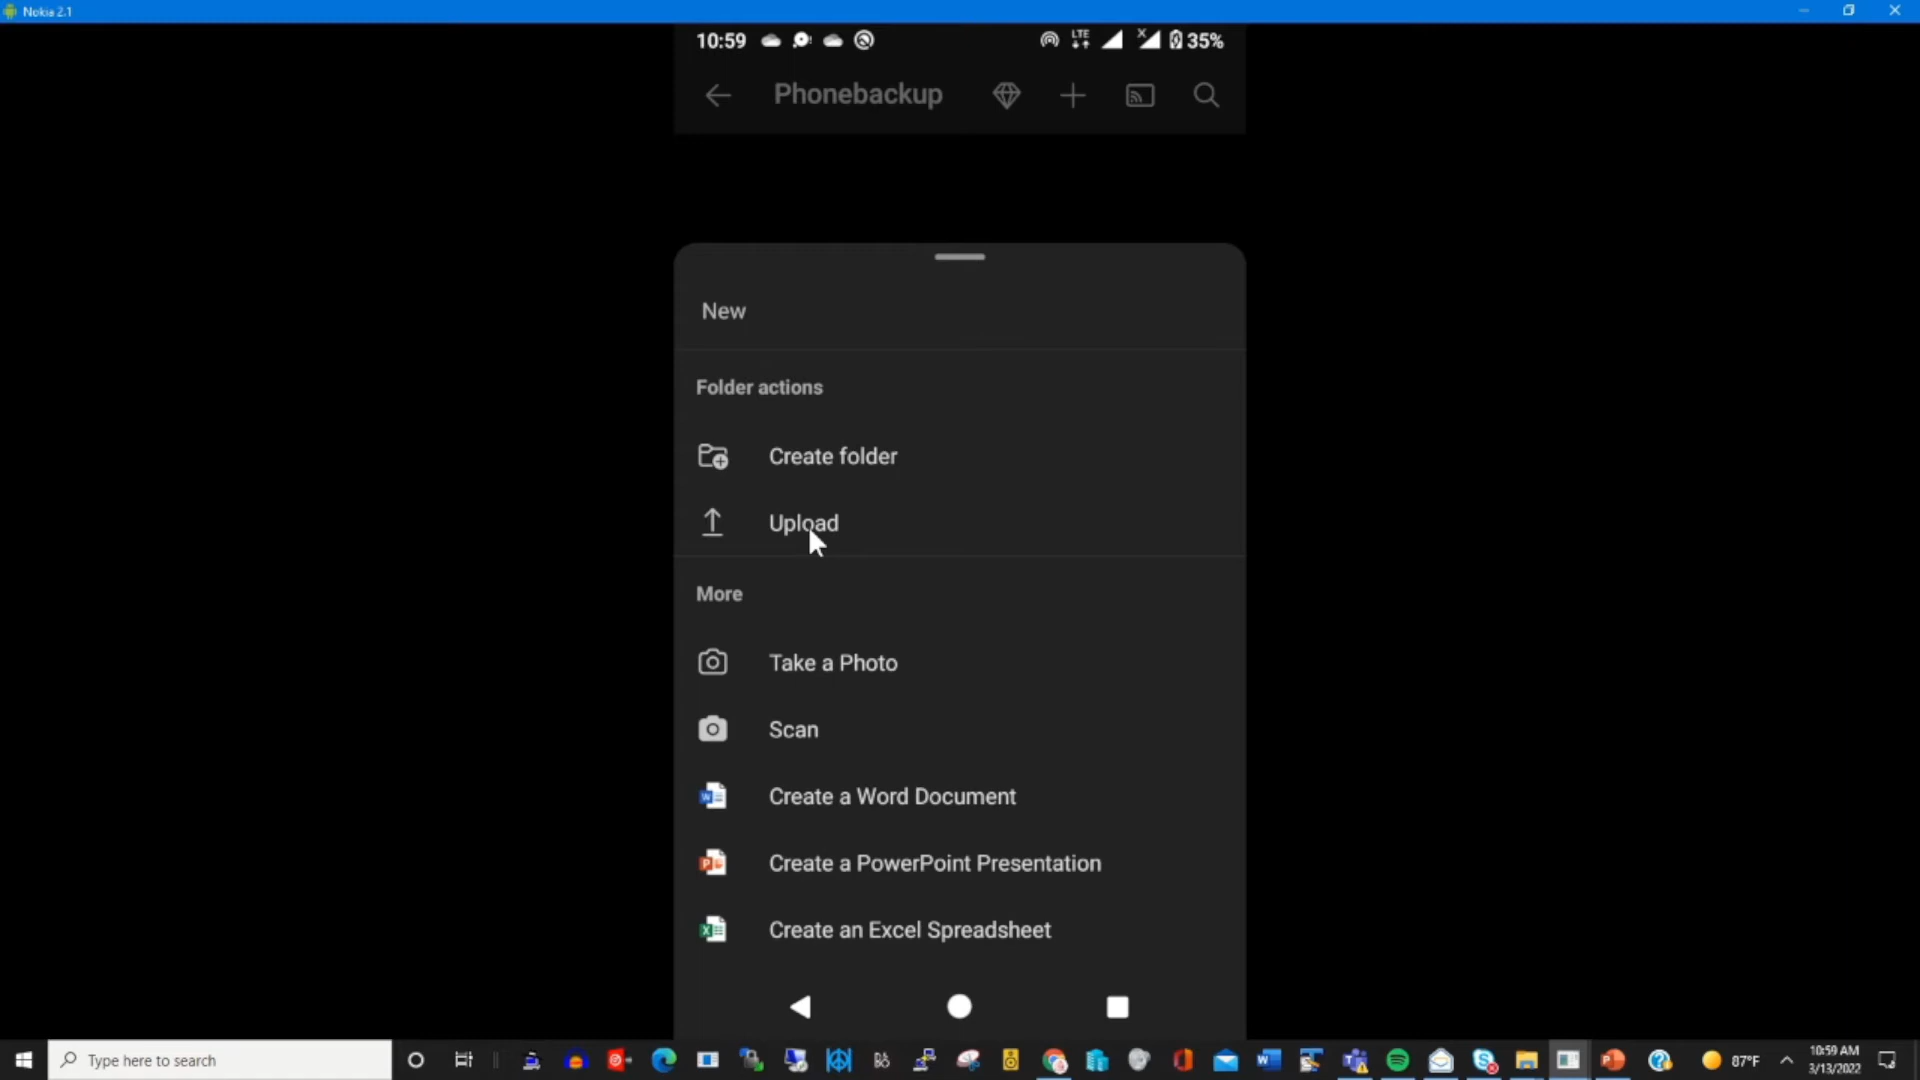 Nokia 2.1
10:59
LTE
35%
Phonebackup
New
Folder actions
Create folder
Upload
More
Take a Photo
Scan
Create a Word Document
Create a PowerPoint Presentation
Create an Excel Spreadsheet
Type here to search
87°F
10:59 AM
3/13/2022